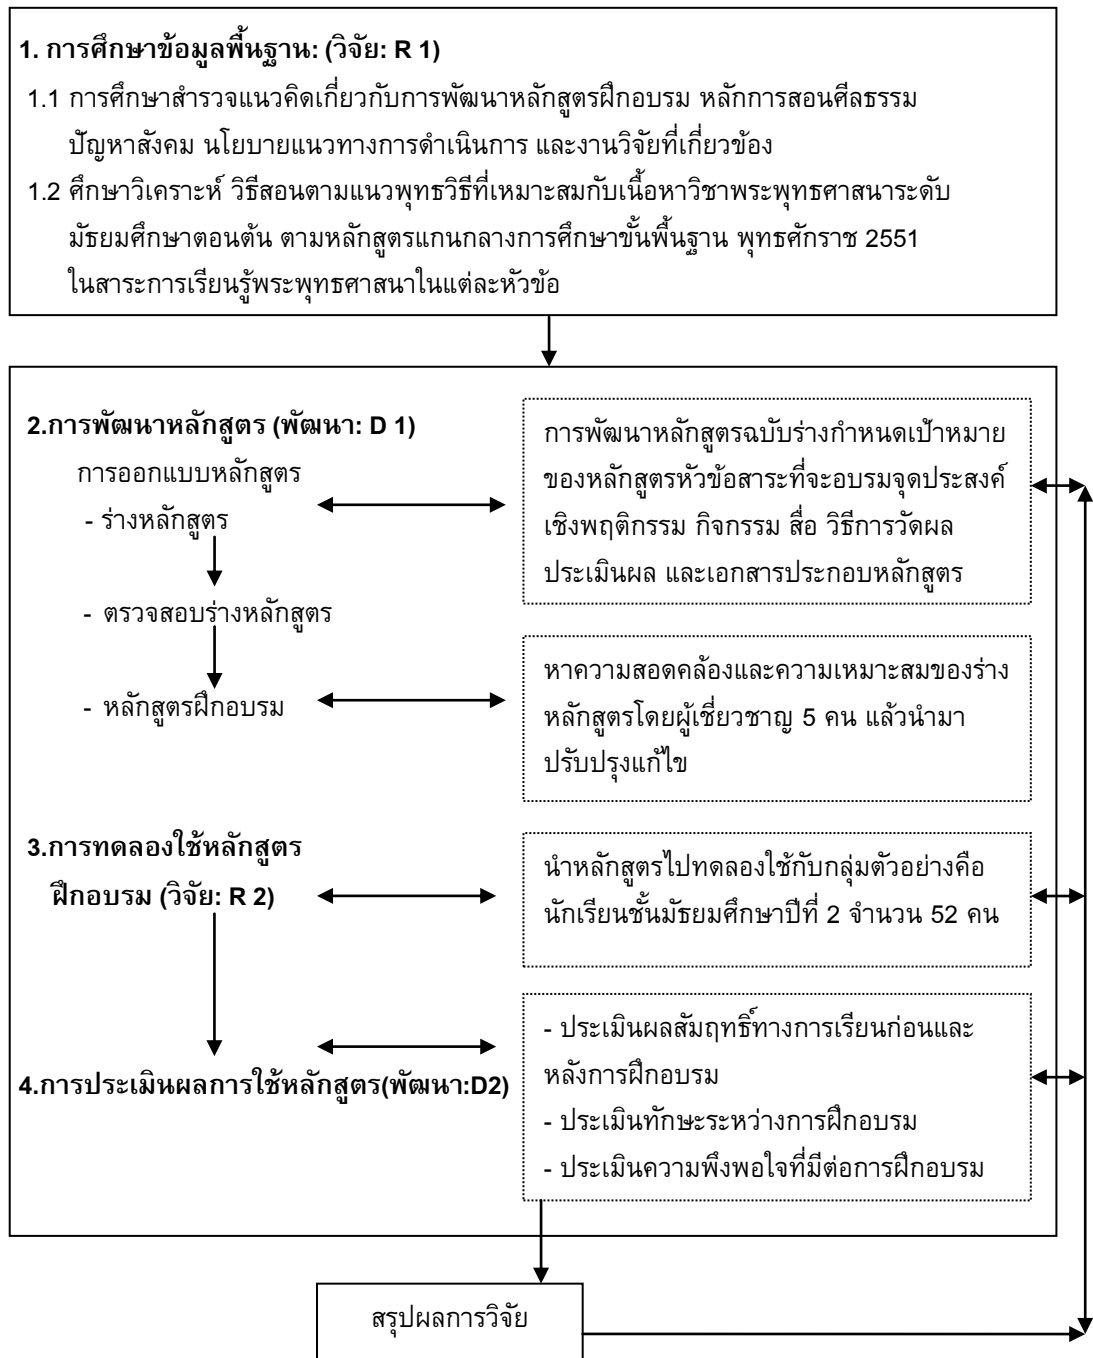 1. การศึกษาข้อมูลพื้นฐาน: (วิจัย: R 1)
1.1 การศึกษาสำรวจแนวคิดเกี่ยวกับการพัฒนาหลักสูตรฝึกอบรม หลักการสอนศีลธรรม
ปัญหาสังคม นโยบายแนวทางการดำเนินการ และงานวิจัยที่เกี่ยวข้อง
1.2 ศึกษาวิเคราะห์ วิธีสอนตามแนวพุทธวิธีที่เหมาะสมกับเนื้อหาวิชาพระพุทธศาสนาระดับ
มัธยมศึกษาตอนต้น ตามหลักสูตรแกนกลางการศึกษาขั้นพื้นฐาน พุทธศักราช 2551
ในสาระการเรียนรู้พระพุทธศาสนาในแต่ละหัวข้อ
2.การพัฒนาหลักสูตร (พัฒนา: D 1)
การออกแบบหลักสูตร
- ร่างหลักสูตร
- ตรวจสอบร่างหลักสูตร
- หลักสูตรฝึกอบรม
การพัฒนาหลักสูตรฉบับร่างกำหนดเป้าหมาย
ของหลักสูตรหัวข้อสาระที่จะอบรมจุดประสงค์
เชิงพฤติกรรม กิจกรรม สื่อ วิธีการวัดผล
ประเมินผล และเอกสารประกอบหลักสูตร
หาความสอดคล้องและความเหมาะสมของร่าง
หลักสูตรโดยผู้เชี่ยวชาญ 5 คน แล้วนำมา
ปรับปรุงแก้ไข
3.การทดลองใช้หลักสูตร
ฝึกอบรม (วิจัย: R 2)
นำหลักสูตรไปทดลองใช้กับกลุ่มตัวอย่างคือ
นักเรียนชั้นมัธยมศึกษาปีที่ 2 จำนวน 52 คน
4.การประเมินผลการใช้หลักสูตร(พัฒนา:D2)
- ประเมินผลสัมฤทธิ์ทางการเรียนก่อนและ
หลังการฝึกอบรม
- ประเมินทักษะระหว่างการฝึกอบรม
- ประเมินความพึงพอใจที่มีต่อการฝึกอบรม
สรุปผลการวิจัย